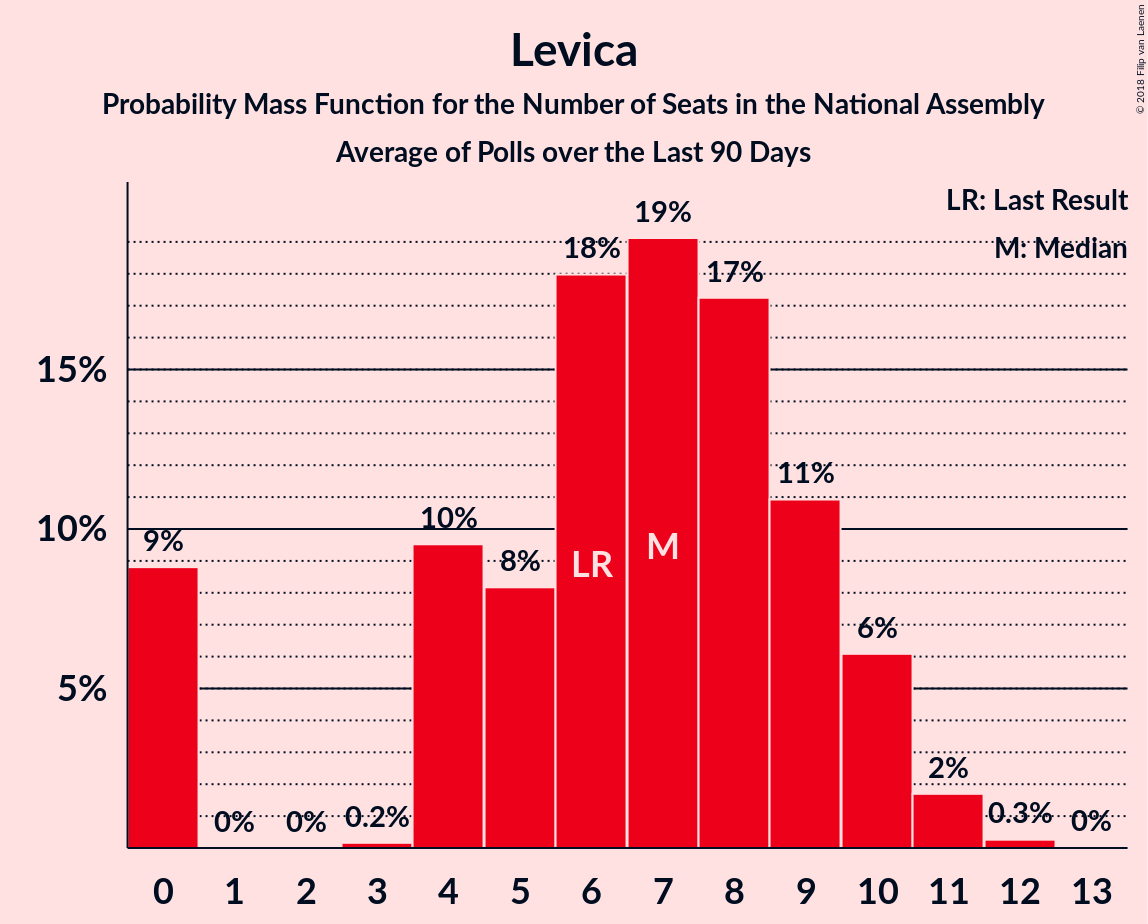 Levica
Probability Mass Function for the Number of Seats in the National Assembly
Average of Polls over the Last 90 Days
© 2018 Filip van Laenen
LR: Last Result
M: Median
15%
10%
5%
9%
0%
0%
0.2%
10%
8%
18%
19%
17%
11%
6%
2%
0.3%
0%
LR
M
0 1 2 3 4 5 6 7 8 9 10 11 12 13